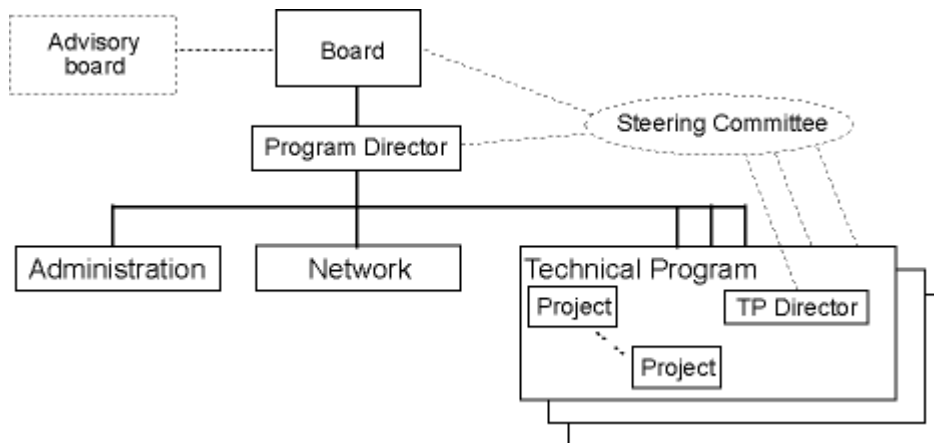 Advisory
board
Board
Steering Committee
Program Director
Administration
Network
Technical Program
Project
TP Director
Project